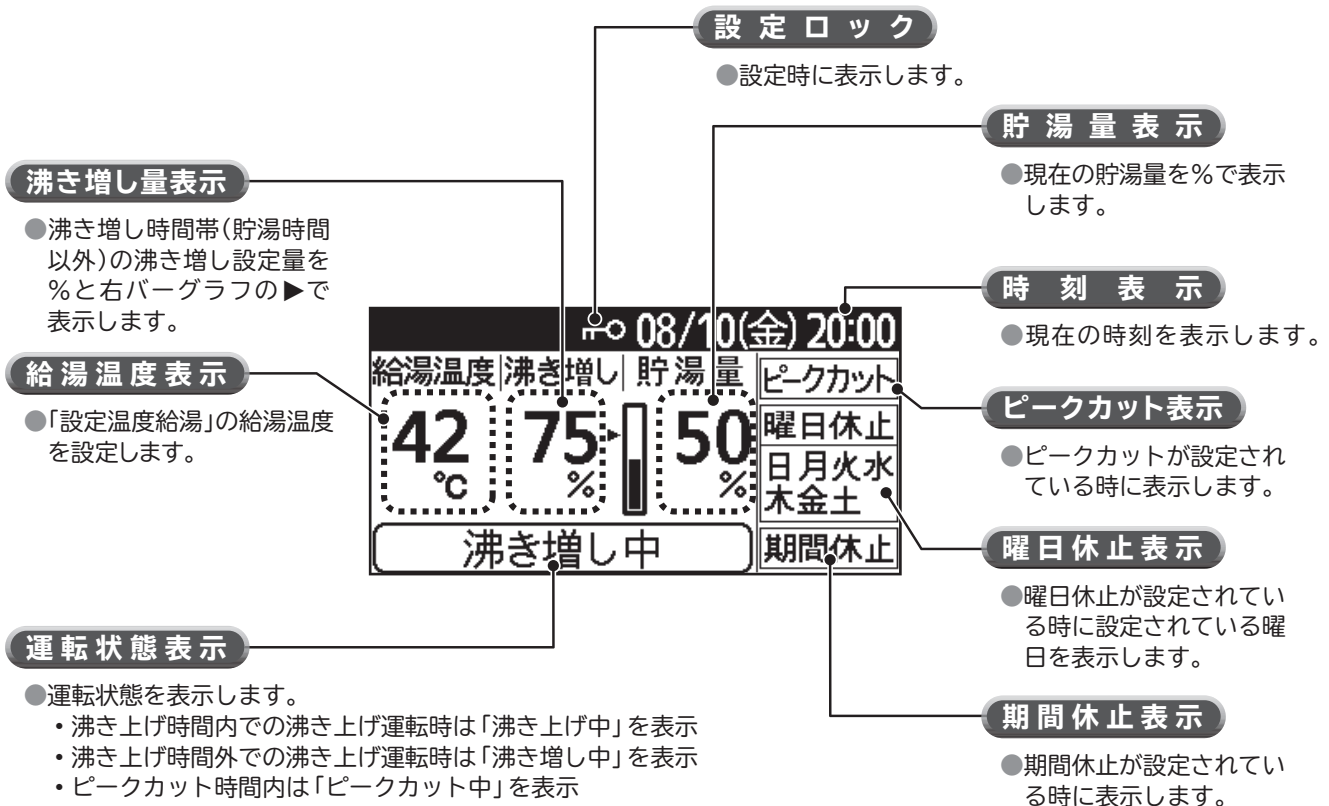 設定ロック
●設定時に表示します。
貯湯量表示
●現在の貯湯量を%で表示
します。
沸き増し量表示
●沸き増し時間帯(貯湯時間
以外)の沸き増し設定量を
%と右バーグラフの▶で
表示します。
時刻表示
●現在の時刻を表示します。
給湯温度表示
●「設定温度給湯」の給湯温度
を設定します。
08/10(金) 20:00
給湯温度 沸き増し 貯湯量
42
℃
75
%
50
%
ピークカット
曜日休止
日月火水
木金土
沸き増し中
期間休止
ピークカット表示
●ピークカットが設定され
ている時に表示します。
曜日休止表示
●曜日休止が設定されてい
る時に設定されている曜
日を表示します。
運転状態表示
●運転状態を表示します。
・沸き上げ時間内での沸き上げ運転時は「沸き上げ中」を表示
・沸き上げ時間外での沸き上げ運転時は「沸き増し中」を表示
・ピークカット時間内は「ピークカット中」を表示
期間休止表示
●期間休止が設定されてい
る時に表示します。